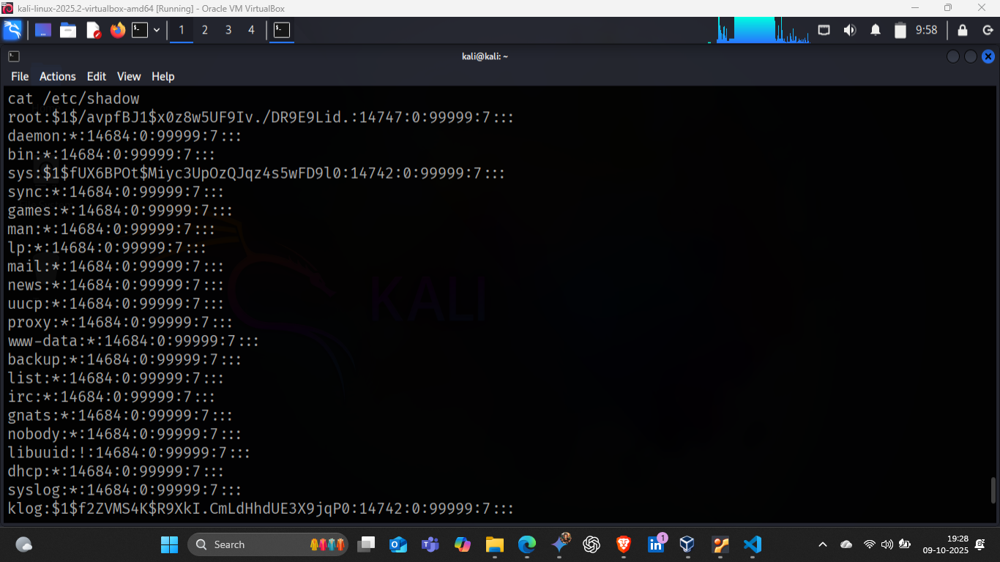 kali-linux-2025.2-virtualbox-amd64 [Running] - Oracle VM VirtualBox
1 2 3 4
9:58
kali@kali: ~
File Actions Edit View Help
cat /etc/shadow
root:$1$/avpfBJ1$x0z8w5UF9Iv./DR9E9Lid.:14747:0:99999:7:::
daemon:*:14684:0:99999:7:::
bin:*:14684:0:99999:7:::
sys:$1$fUX6BPOt$Miyc3UpOzQJqz4s5wFD9l0:14742:0:99999:7:::
sync:*:14684:0:99999:7:::
games:*:14684:0:99999:7:::
man:*:14684:0:99999:7:::
lp:*:14684:0:99999:7:::
mail:*:14684:0:99999:7:::
news:*:14684:0:99999:7:::
uucp:*:14684:0:99999:7:::
proxy:*:14684:0:99999:7:::
www-data:*:14684:0:99999:7:::
backup:*:14684:0:99999:7:::
list:*:14684:0:99999:7:::
irc:*:14684:0:99999:7:::
gnats:*:14684:0:99999:7:::
nobody:*:14684:0:99999:7:::
libuuid:!:14684:0:99999:7:::
dhcp:*:14684:0:99999:7:::
syslog:*:14684:0:99999:7:::
klog:$1$f2ZVMS4K$R9XkI.CmLdHhdUE3X9jqP0:14742:0:99999:7:::
KALI
Search
1
19:28
09-10-2025